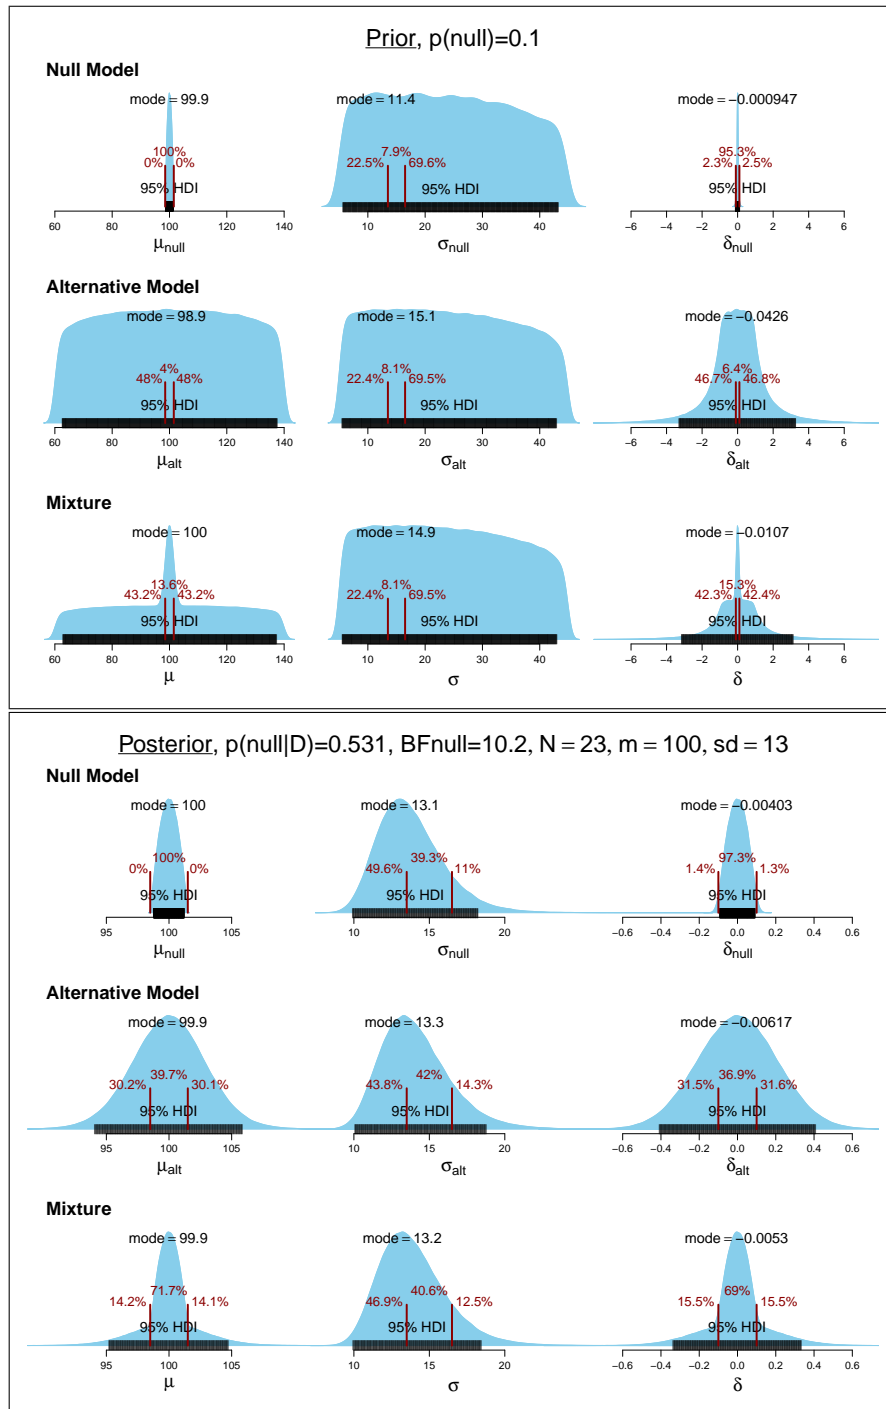 Prior, p(null)=0.1
Null Model
mode = 99.9
100%
0% 0%
95% HDI
60 80 100 120 140
μnull
mode = 11.4
7.9%
22.5% 69.6%
95% HDI
10 20 30 40
σnull
mode = −0.000947
95.3%
2.3% 2.5%
95% HDI
−6 −4 −2 0 2 4 6
δnull
Alternative Model
mode = 98.9
4%
48% 48%
95% HDI
60 80 100 120 140
μalt
mode = 15.1
8.1%
22.4% 69.5%
95% HDI
10 20 30 40
σalt
mode = −0.0426
6.4%
46.7% 46.8%
95% HDI
−6 −4 −2 0 2 4 6
δalt
Mixture
mode = 100
13.6%
43.2% 43.2%
95% HDI
60 80 100 120 140
μ
mode = 14.9
8.1%
22.4% 69.5%
95% HDI
10 20 30 40
σ
mode = −0.0107
15.3%
42.3% 42.4%
95% HDI
−6 −4 −2 0 2 4 6
δ
Posterior, p(null|D)=0.531, BFnull=10.2, N = 23, m = 100, sd = 13
Null Model
mode = 100
100%
0% 0%
95% HDI
95 100 105
μnull
mode = 13.1
39.3%
49.6% 11%
95% HDI
10 15 20
σnull
mode = −0.00403
97.3%
1.4% 1.3%
95% HDI
−0.6 −0.4 −0.2 0.0 0.2 0.4 0.6
δnull
Alternative Model
mode = 99.9
39.7%
30.2% 30.1%
95% HDI
95 100 105
μalt
mode = 13.3
42%
43.8% 14.3%
95% HDI
10 15 20
σalt
mode = −0.00617
36.9%
31.5% 31.6%
95% HDI
−0.6 −0.4 −0.2 0.0 0.2 0.4 0.6
δalt
Mixture
mode = 99.9
71.7%
14.2% 14.1%
95% HDI
95 100 105
μ
mode = 13.2
40.6%
46.9% 12.5%
95% HDI
10 15 20
σ
mode = −0.0053
69%
15.5% 15.5%
95% HDI
−0.6 −0.4 −0.2 0.0 0.2 0.4 0.6
δ